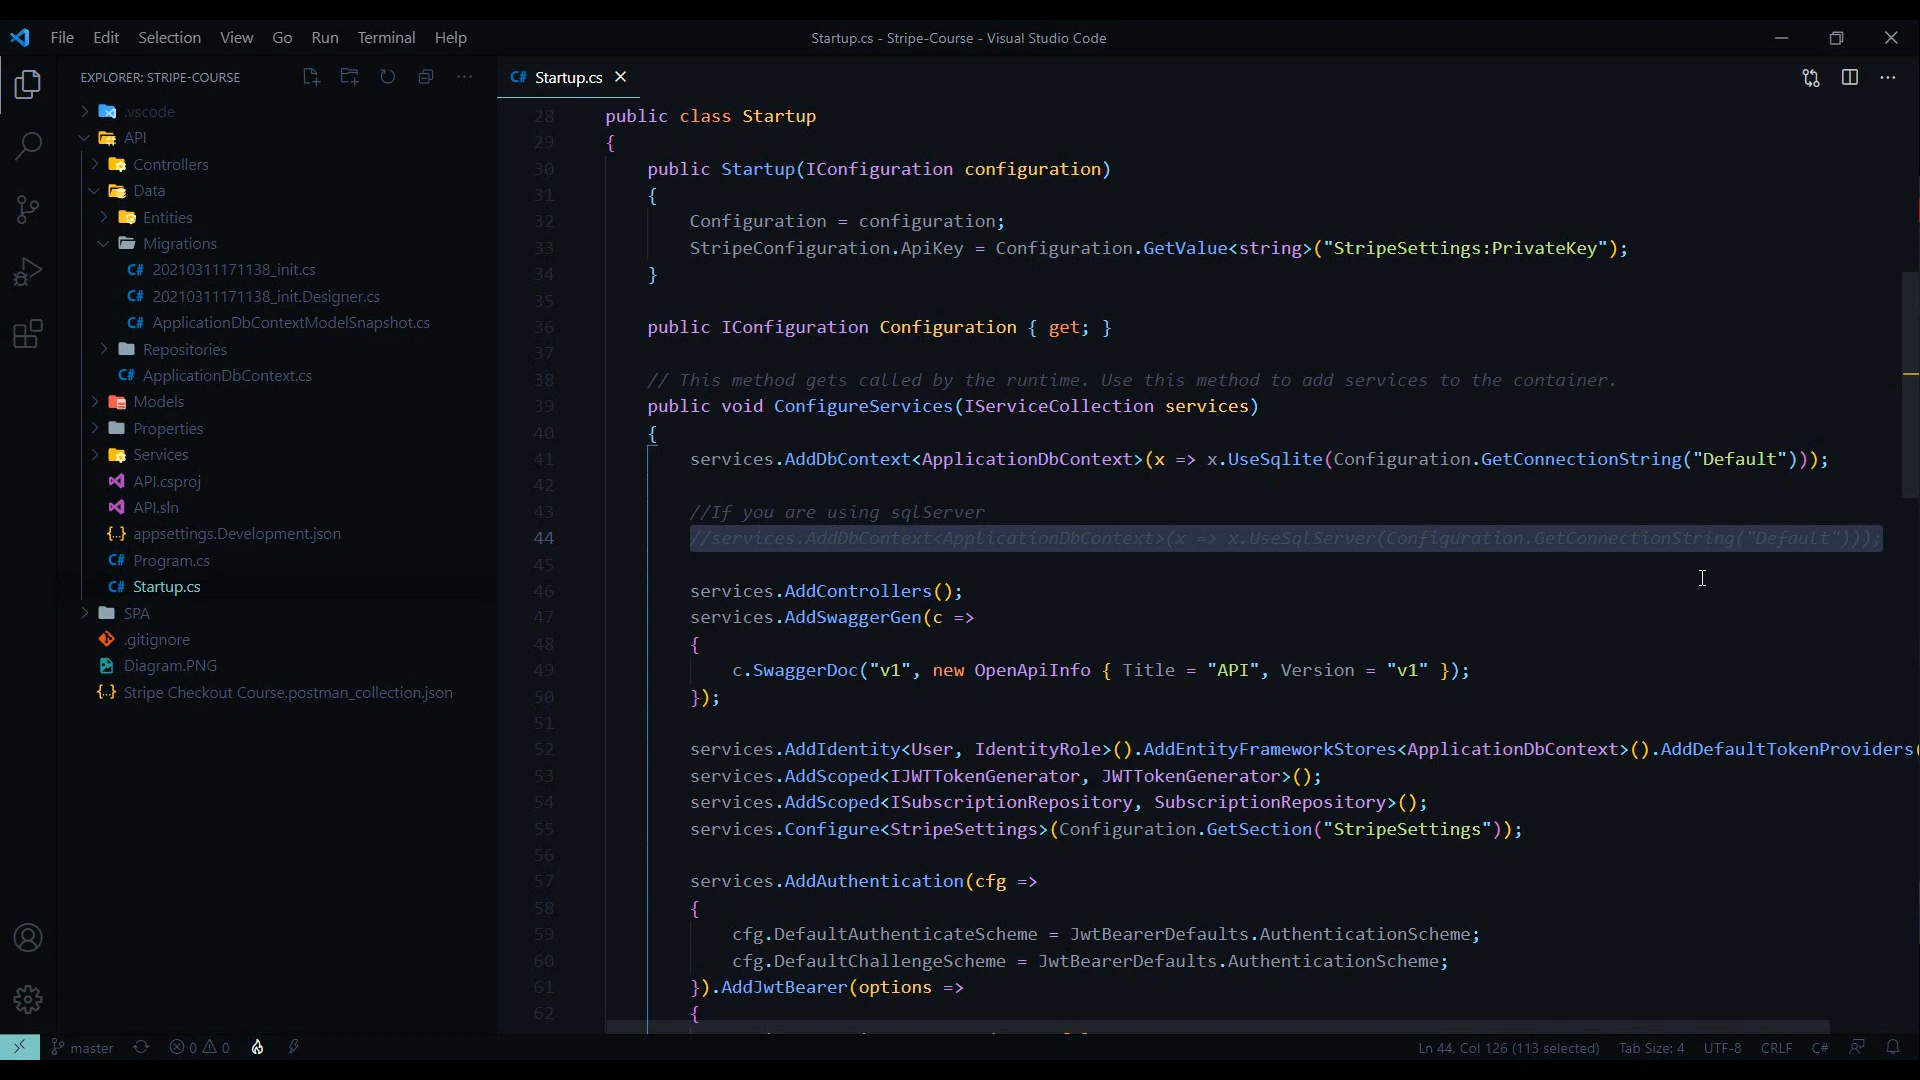 File Edit Selection View Go Run Terminal Help
Startup.cs - Stripe-Course - Visual Studio Code
EXPLORER: STRIPE-COURSE
.vscode
API
Controllers
Data
Entities
Migrations
C# 20210311171138_init.cs
C# 20210311171138_init.Designer.cs
C# ApplicationDbContextModelSnapshot.cs
Repositories
C# ApplicationDbContext.cs
Models
Properties
Services
API.csproj
API.sln
{..} appsettings.Development.json
C# Program.cs
C# Startup.cs
SPA
.gitignore
Diagram.PNG
{..} Stripe Checkout Course.postman_collection.json
C# Startup.cs
28 public class Startup
29 {
30 public Startup(IConfiguration configuration)
31 {
32 Configuration = configuration;
33 StripeConfiguration.ApiKey = Configuration.GetValue<string>("StripeSettings:PrivateKey");
34 }
35
36 public IConfiguration Configuration { get; }
37
38 // This method gets called by the runtime. Use this method to add services to the container.
39 public void ConfigureServices(IServiceCollection services)
40 {
41 services.AddDbContext<ApplicationDbContext>(x => x.UseSqlite(Configuration.GetConnectionString("Default")));
42
43 //If you are using sqlServer
44 //services.AddDbContext<ApplicationDbContext>(x => x.UseSqlServer(Configuration.GetConnectionString("Default")));
45
46 services.AddControllers();
47 services.AddSwaggerGen(c =>
48 {
49 c.SwaggerDoc("v1", new OpenApiInfo { Title = "API", Version = "v1" });
50 });
51
52 services.AddIdentity<User, IdentityRole>().AddEntityFrameworkStores<ApplicationDbContext>().AddDefaultTokenProviders(
53 services.AddScoped<IJWTTokenGenerator, JWTTokenGenerator>();
54 services.AddScoped<ISubscriptionRepository, SubscriptionRepository>();
55 services.Configure<StripeSettings>(Configuration.GetSection("StripeSettings"));
56
57 services.AddAuthentication(cfg =>
58 {
59 cfg.DefaultAuthenticateScheme = JwtBearerDefaults.AuthenticationScheme;
60 cfg.DefaultChallengeScheme = JwtBearerDefaults.AuthenticationScheme;
61 }).AddJwtBearer(options =>
62 {
master 0 0
Ln 44, Col 126 (113 selected) Tab Size: 4 UTF-8 CRLF C#